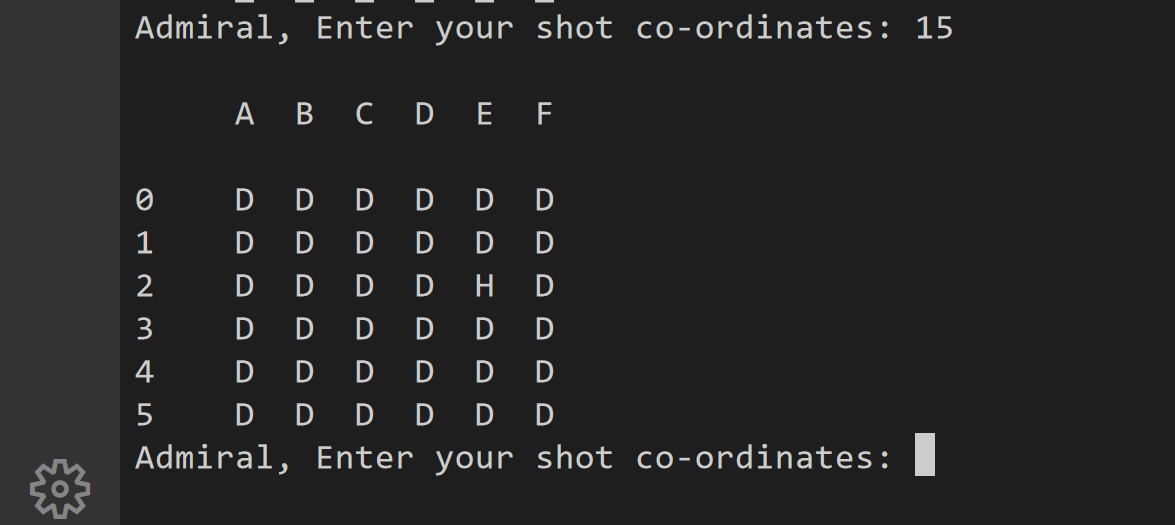 Admiral, Enter your shot co-ordinates: 15
A B C D E F
0 D D D D D D
1 D D D D D D
2 D D D D H D
3 D D D D D D
4 D D D D D D
5 D D D D D D
Admiral, Enter your shot co-ordinates: